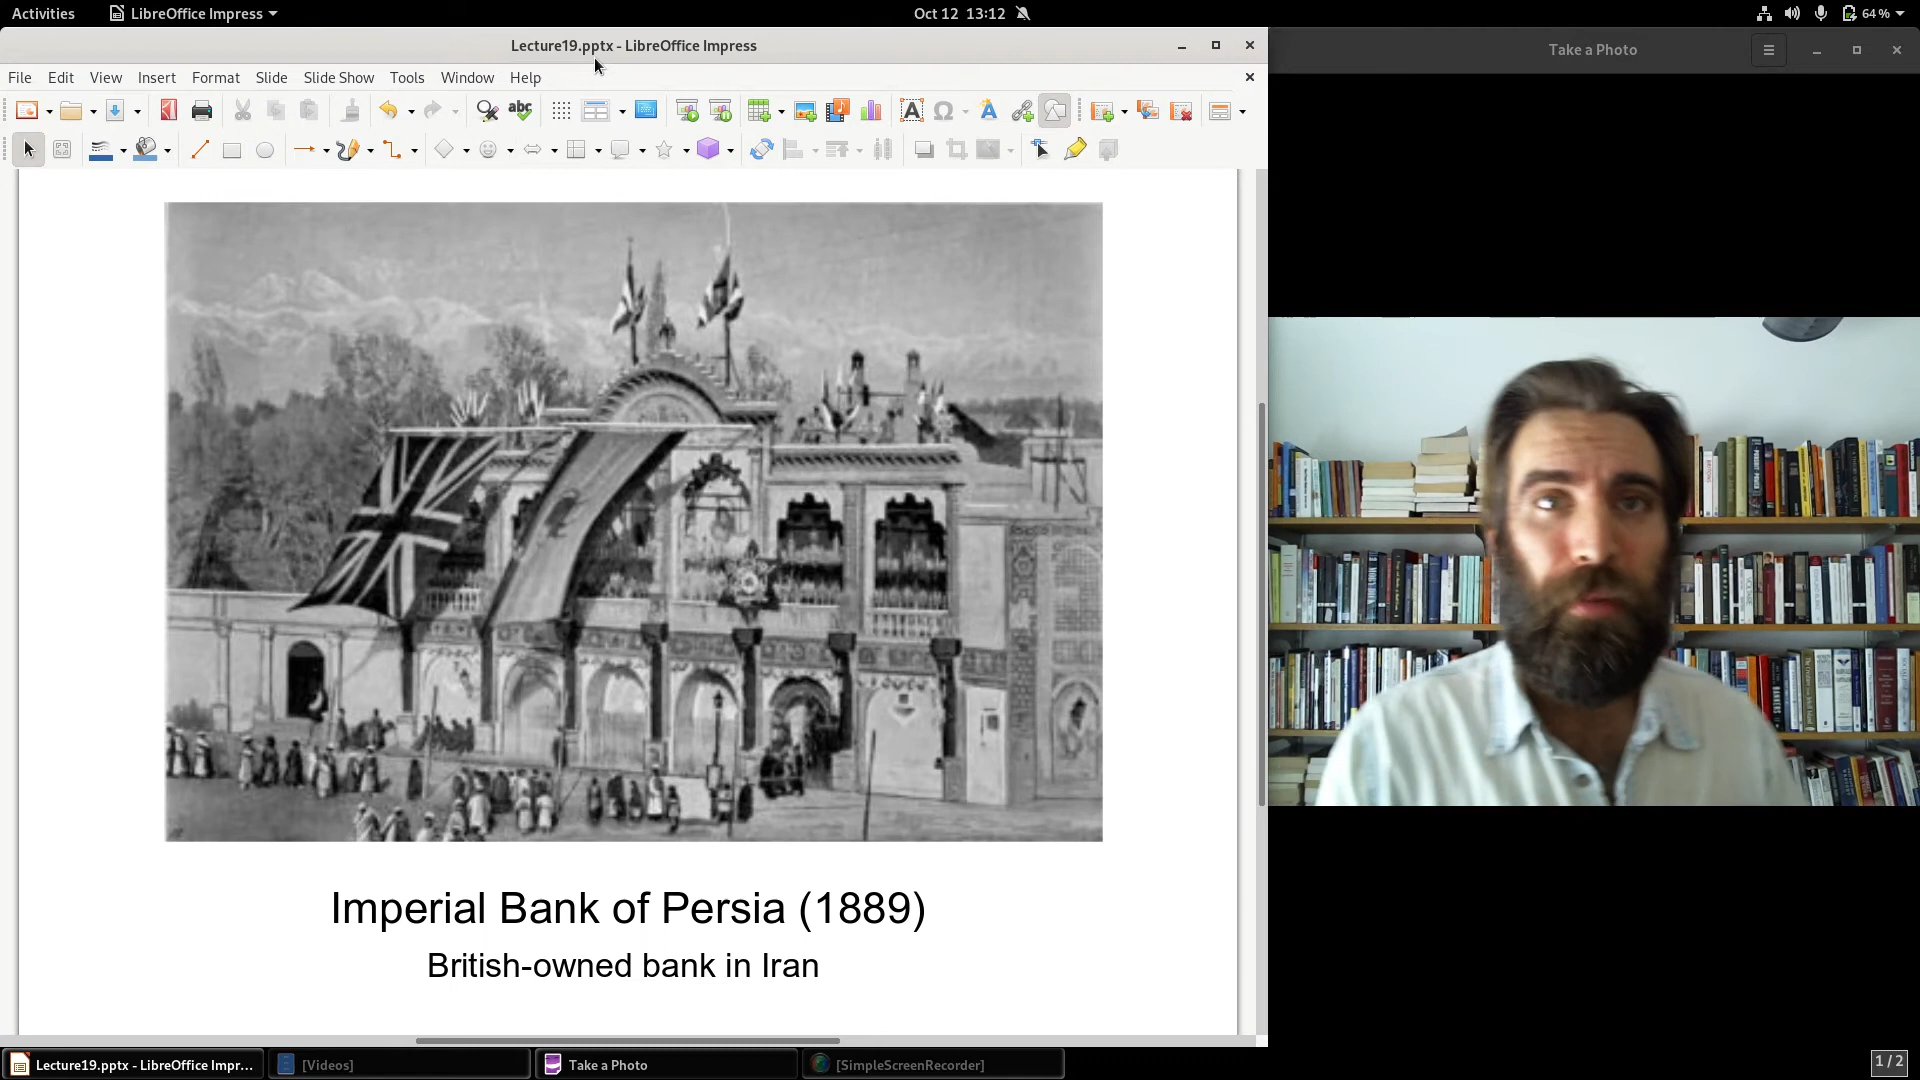 Activities
LibreOffice Impress
Oct 12 13:12
64 %
Lecture19.pptx - LibreOffice Impress
Take a Photo
File Edit View Insert Format Slide Slide Show Tools Window Help
abc
Imperial Bank of Persia (1889)
British-owned bank in Iran
Lecture19.pptx - LibreOffice Impr...
[Videos]
Take a Photo
[SimpleScreenRecorder]
1 / 2